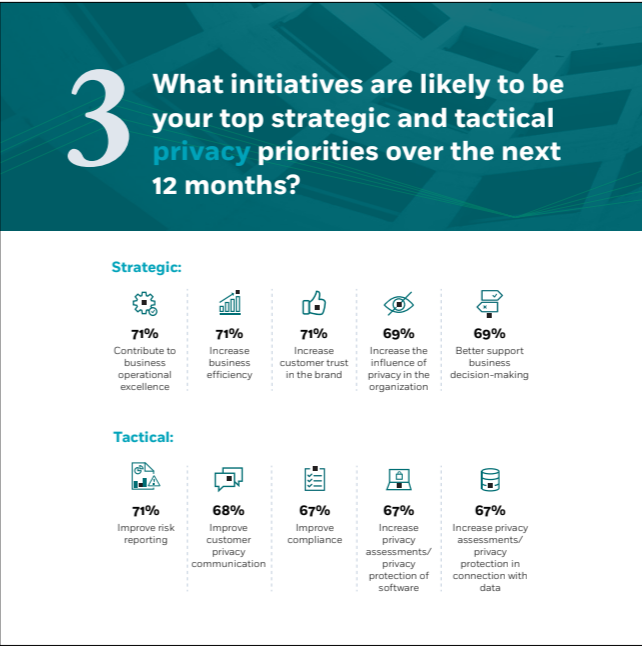 3
What initiatives are likely to be
your top strategic and tactical
privacy priorities over the next
12 months?
Strategic:
71%
Contribute to
business
operational
excellence
71%
Increase
business
efficiency
71%
Increase
customer trust
in the brand
69%
Increase the
influence of
privacy in the
organization
69%
Better support
business
decision-making
Tactical:
71%
Improve risk
reporting
68%
Improve
customer
privacy
communication
67%
Improve
compliance
67%
Increase
privacy
assessments/
privacy
protection of
software
67%
Increase privacy
assessments/
privacy
protection in
connection with
data